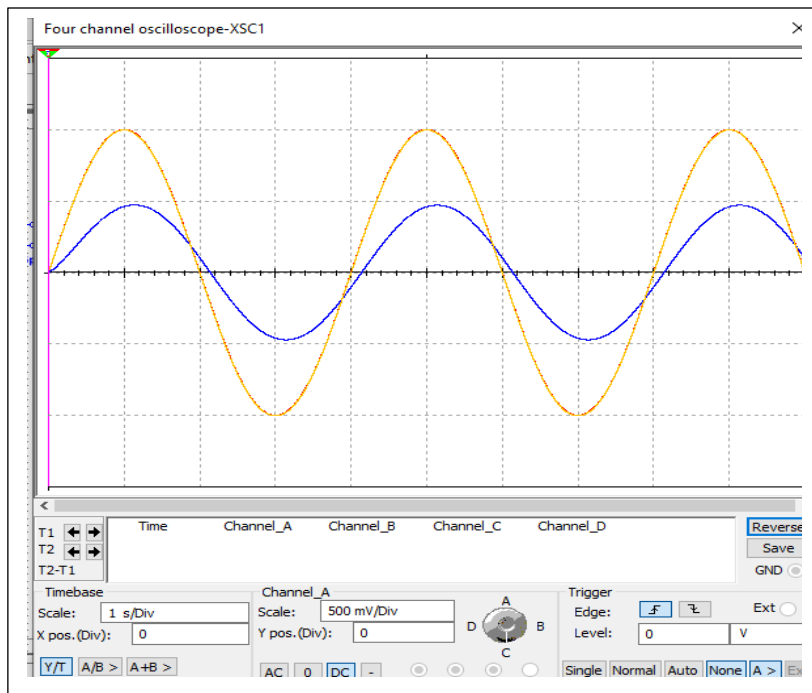 Four channel oscilloscope-XSC1
Time Channel_A Channel_B Channel_C Channel_D
T1
T2
T2-T1
Reverse
Save
GND
Timebase
Scale: 1 s/Div
X pos.(Div): 0
Y/T A/B > A+B >
Channel_A
Scale: 500 mV/Div
Y pos.(Div): 0
AC 0 DC -
A
D B
C
Trigger
Edge: Ext
Level: 0 V
Single Normal Auto None A >